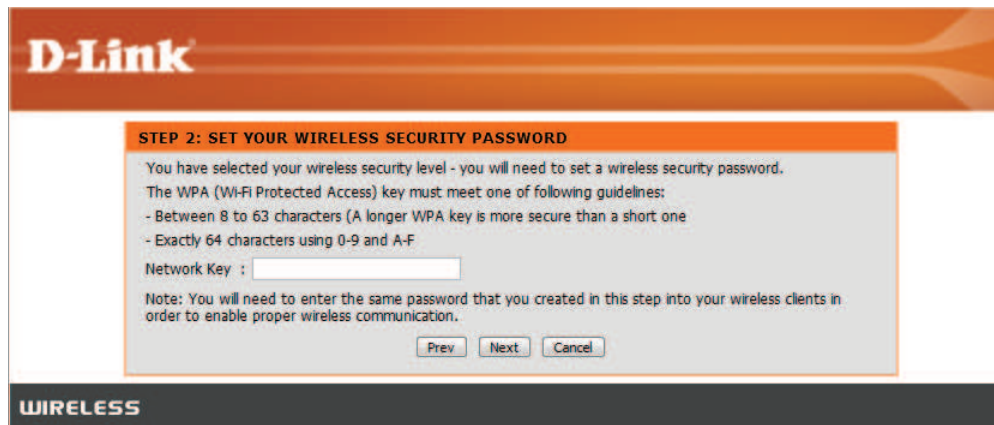 D-Link
STEP 2: SET YOUR WIRELESS SECURITY PASSWORD
You have selected your wireless security level - you will need to set a wireless security password.
The WPA (Wi-Fi Protected Access) key must meet one of following guidelines:
- Between 8 to 63 characters (A longer WPA key is more secure than a short one
- Exactly 64 characters using 0-9 and A-F
Network Key :
Note: You will need to enter the same password that you created in this step into your wireless clients in
order to enable proper wireless communication.
Prev Next Cancel
WIRELESS